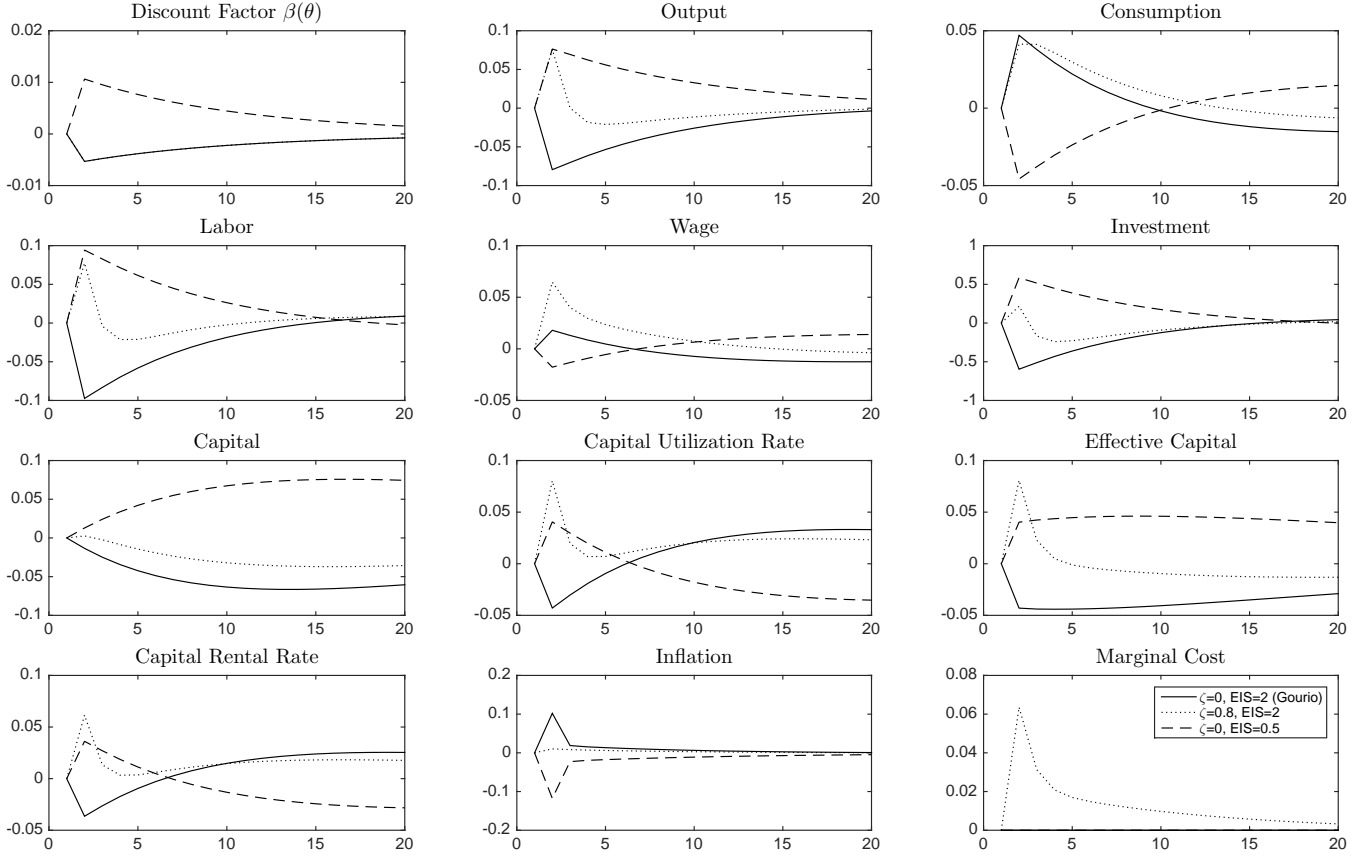 Discount Factor β(θ)
0.02
0.01
0
-0.01
0 5 10 15 20
Output
0.1
0.05
0
-0.05
-0.1
0 5 10 15 20
Consumption
0.05
0
-0.05
0 5 10 15 20
Labor
0.1
0.05
0
-0.05
-0.1
0 5 10 15 20
Wage
0.1
0.05
0
-0.05
0 5 10 15 20
Investment
1
0.5
0
-0.5
-1
0 5 10 15 20
Capital
0.1
0.05
0
-0.05
-0.1
0 5 10 15 20
Capital Utilization Rate
0.1
0.05
0
-0.05
0 5 10 15 20
Effective Capital
0.1
0.05
0
-0.05
0 5 10 15 20
Capital Rental Rate
0.1
0.05
0
-0.05
0 5 10 15 20
Inflation
0.2
0.1
0
-0.1
-0.2
0 5 10 15 20
Marginal Cost
0.08
0.06
0.04
0.02
0
0 5 10 15 20
ζ=0, EIS=2 (Gourio)
ζ=0.8, EIS=2
ζ=0, EIS=0.5